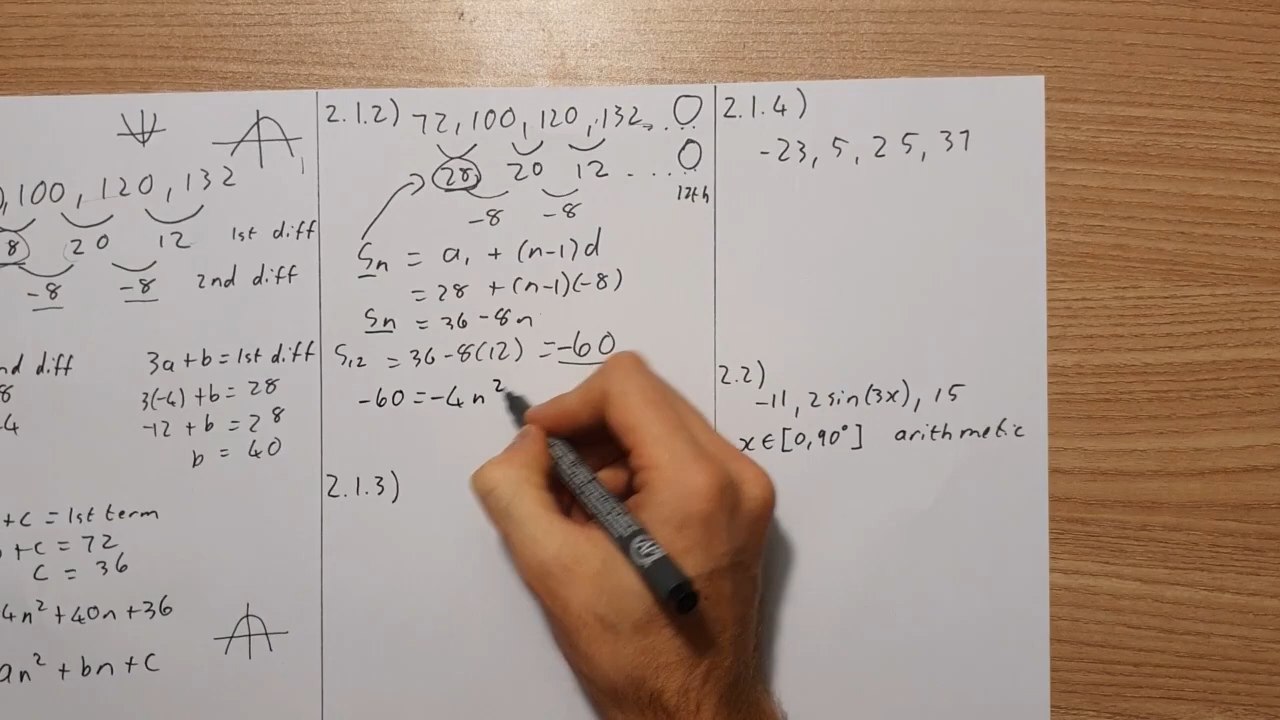 ,100, 120, 132
8 20 12 1st diff
-8 -8 2nd diff
nd diff
8
4
3a + b = 1st diff
3(-4) + b = 28
-12 + b = 28
b = 40
+c = 1st term
+c = 72
c = 36
4n² + 40n + 36
an² + bn + c
2.1.2) 72, 100, 120, 132, ... O
28 20 12 .... O
12th
-8 -8
Sn = a₁ + (n-1)d
= 28 + (n-1)(-8)
Sn = 36 - 8n
S₁₂ = 36 - 8(12) = -60
-60 = -4n²
2.1.3)
2.1.4)
-23, 5, 25, 37
2.2)
-11, 2sin(3x), 15
x ∈ [0, 90°] arithmetic